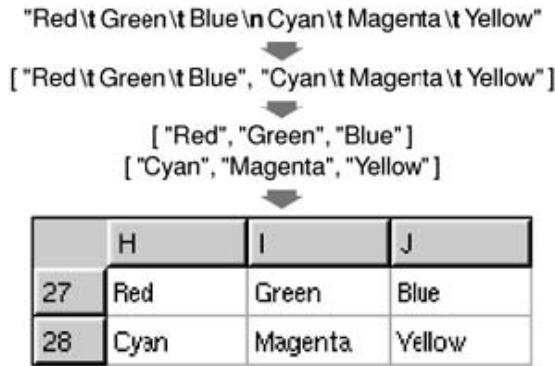 "Red\t Green\t Blue\n Cyan\t Magenta\t Yellow"
[ "Red\t Green\t Blue", "Cyan\t Magenta\t Yellow" ]
[ "Red", "Green", "Blue" ]
[ "Cyan", "Magenta", "Yellow" ]
H I J
27 Red Green Blue
28 Cyan Magenta Yellow